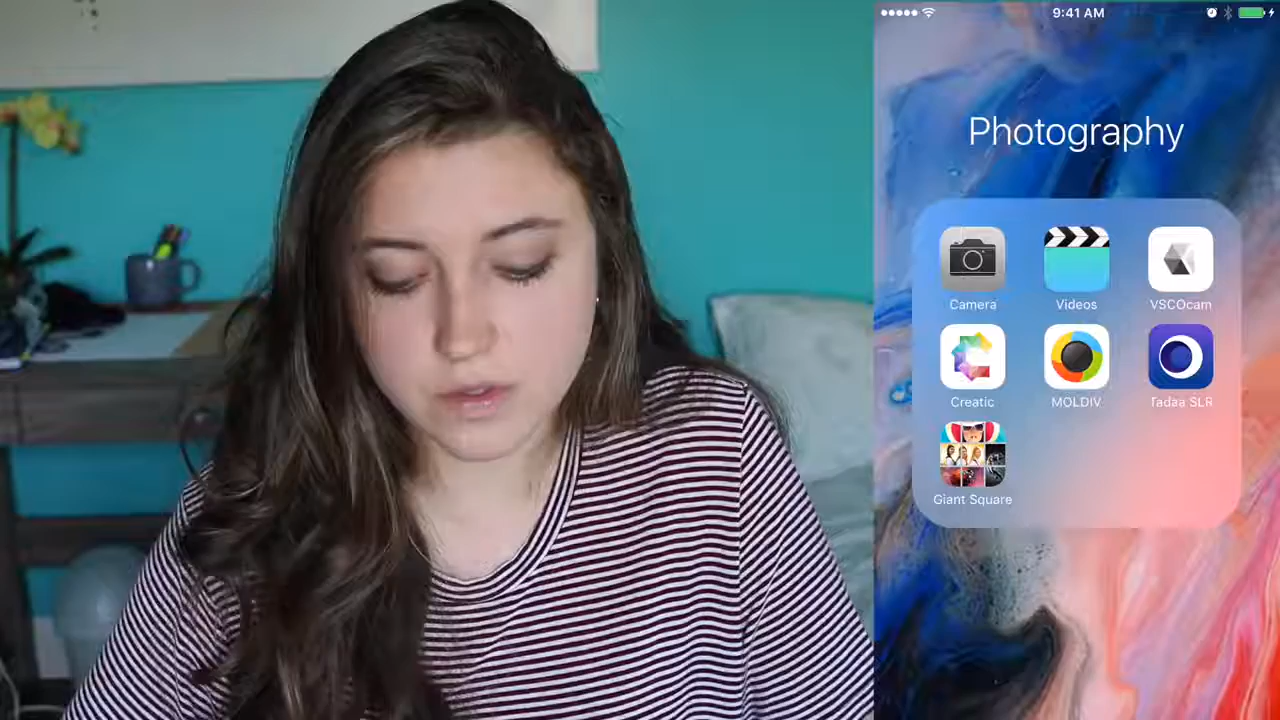 9:41 AM
Photography
Camera
Videos
VSCOcam
Creatic
MOLDIV
Tadaa SLR
Giant Square